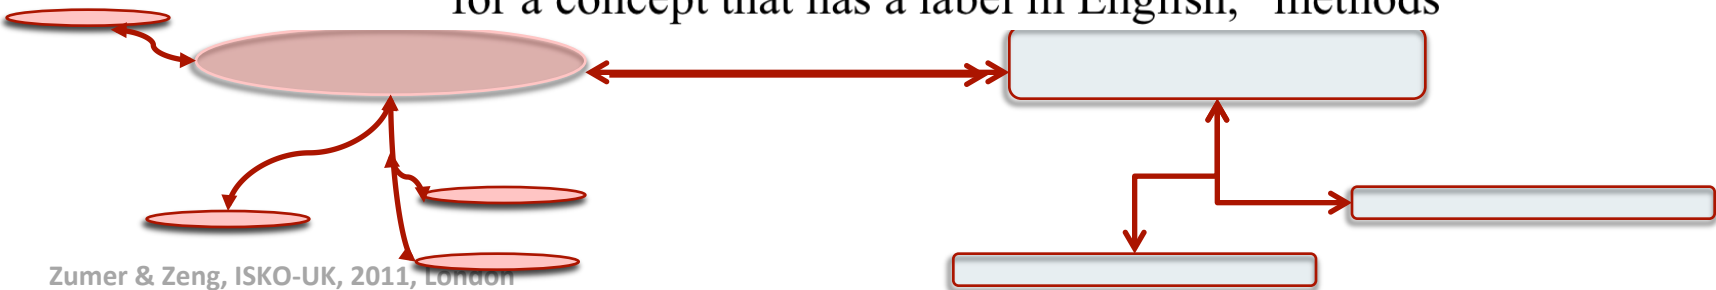 for a concept that has a label in English, "methods"
Zumer & Zeng, ISKO-UK, 2011, London